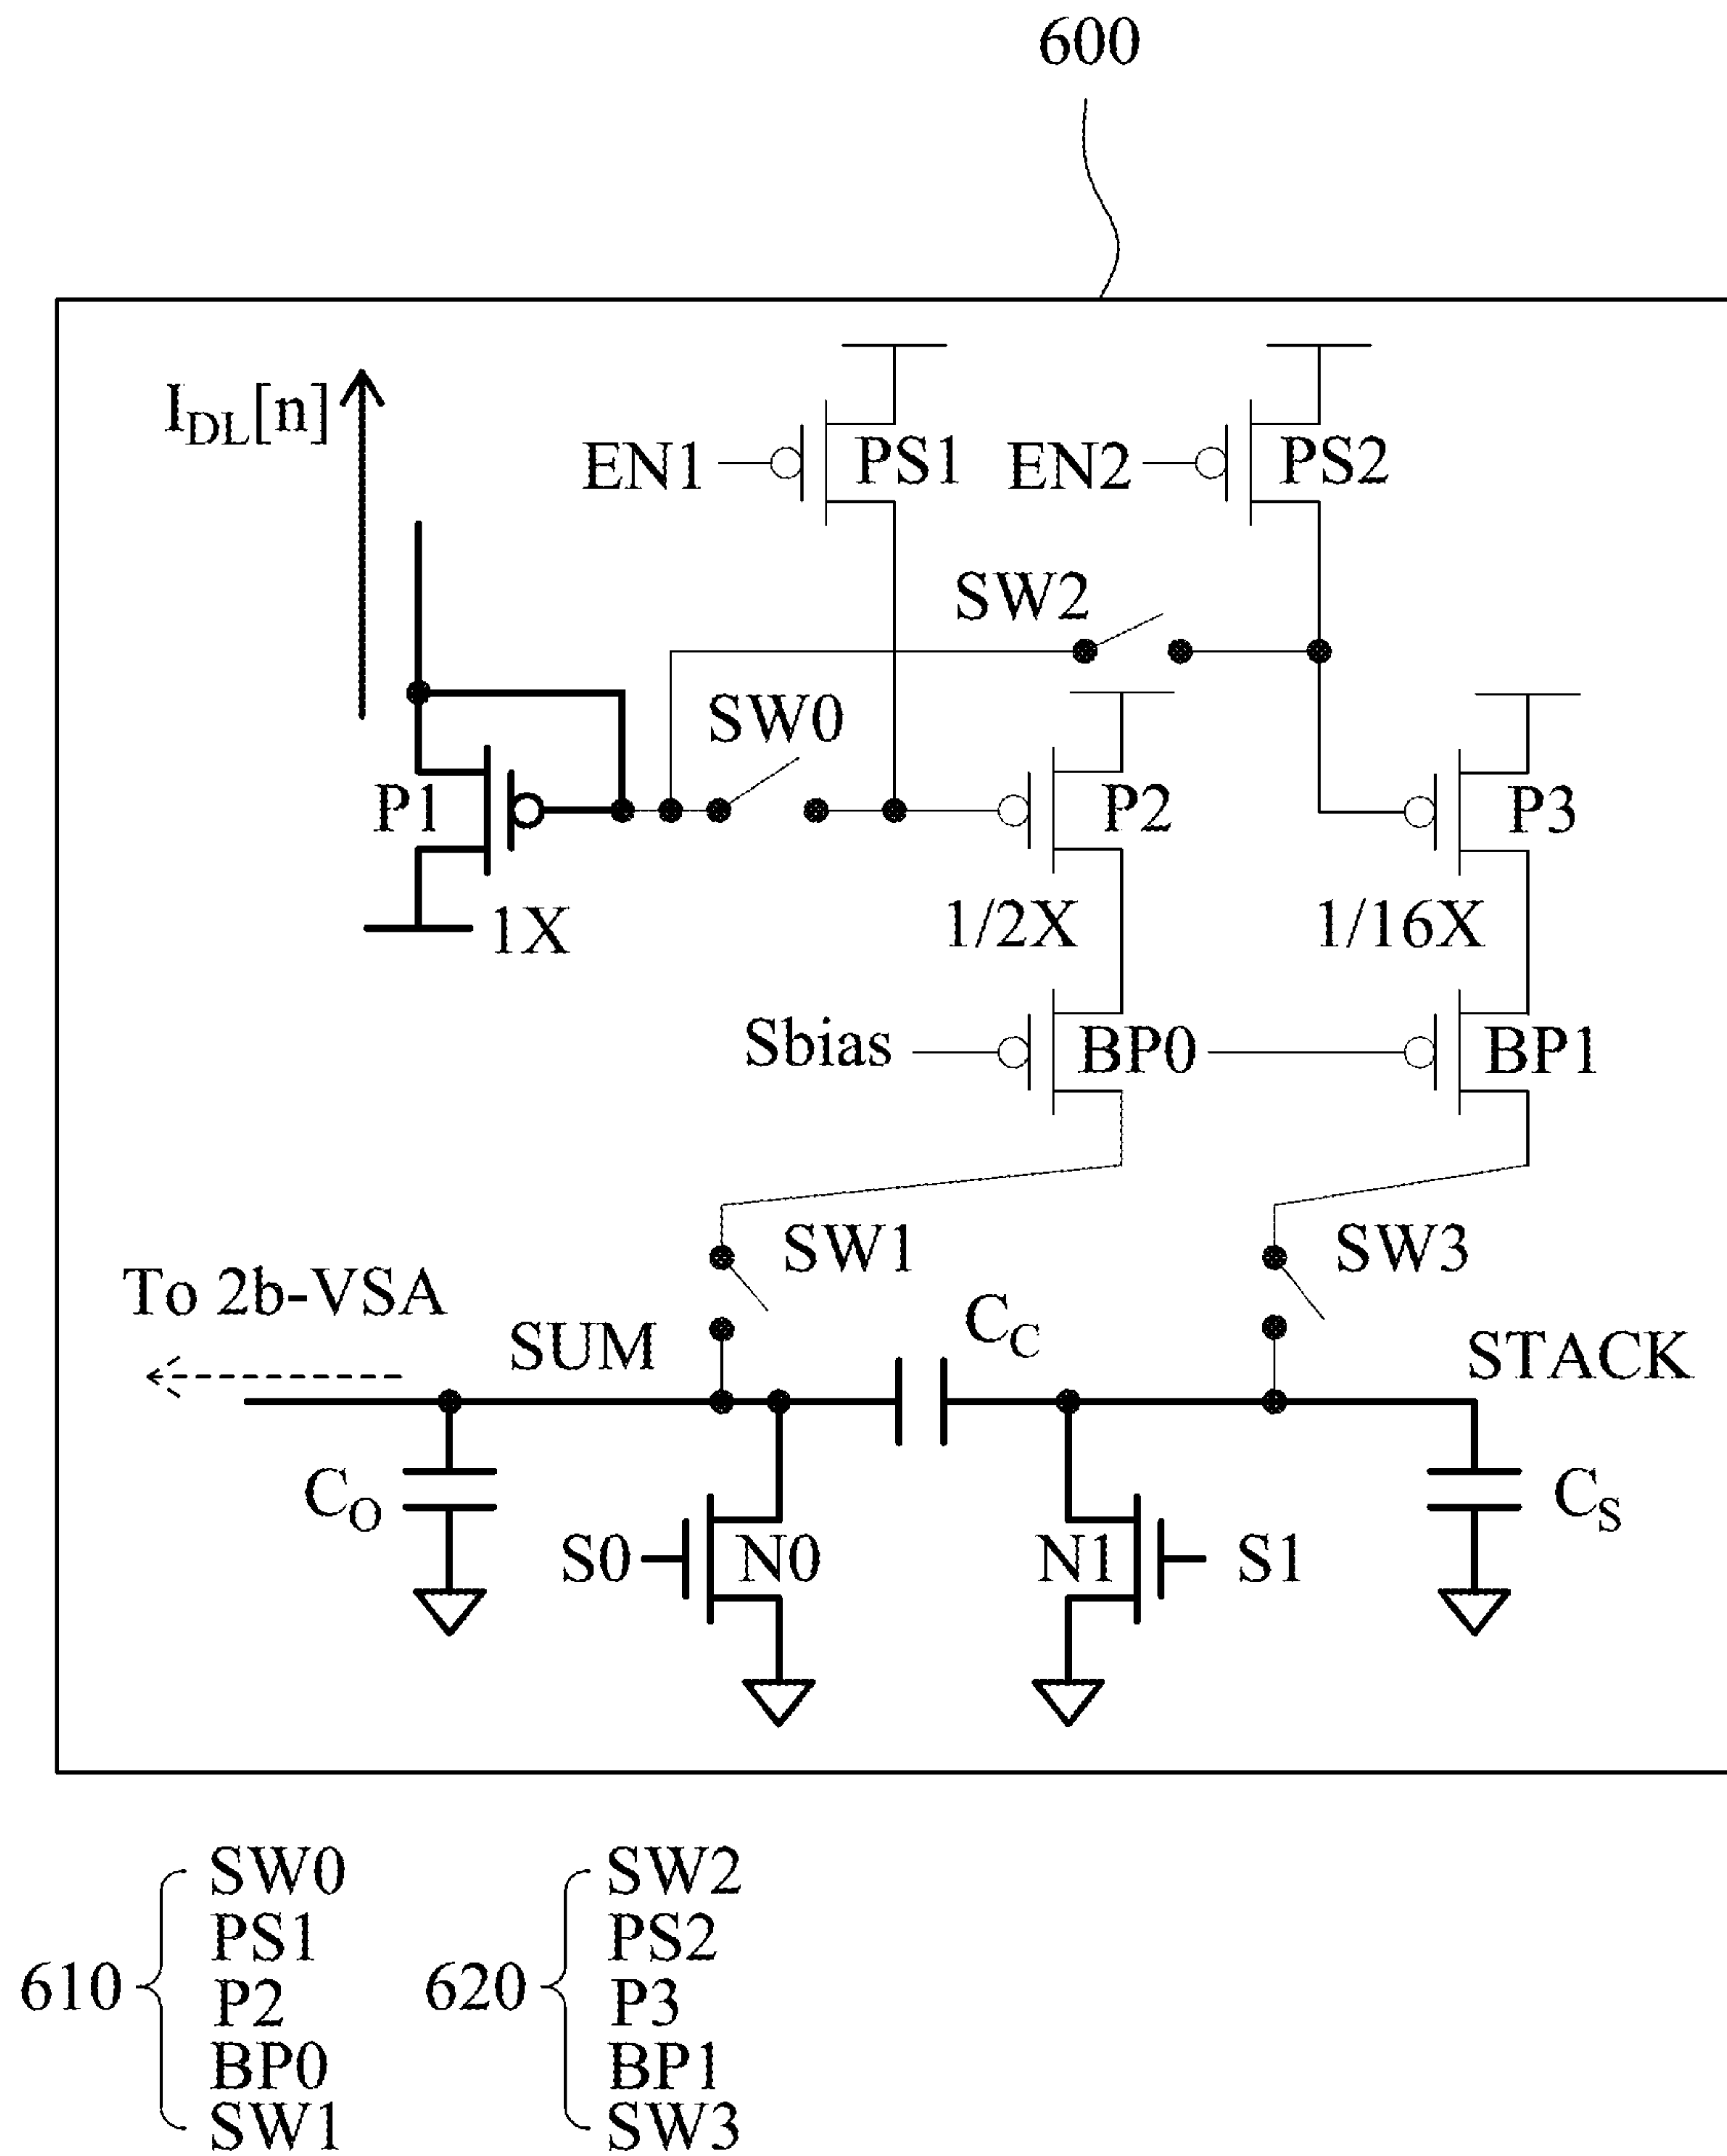 600
I_DL[n]
EN1
PS1
EN2
PS2
SW2
SW0
P1
P2
P3
1X
1/2X
1/16X
Sbias
BP0
BP1
SW1
SW3
To 2b-VSA
SUM
C_C
STACK
C_O
S0
N0
N1
S1
C_S
610
SW0
PS1
P2
BP0
SW1
620
SW2
PS2
P3
BP1
SW3